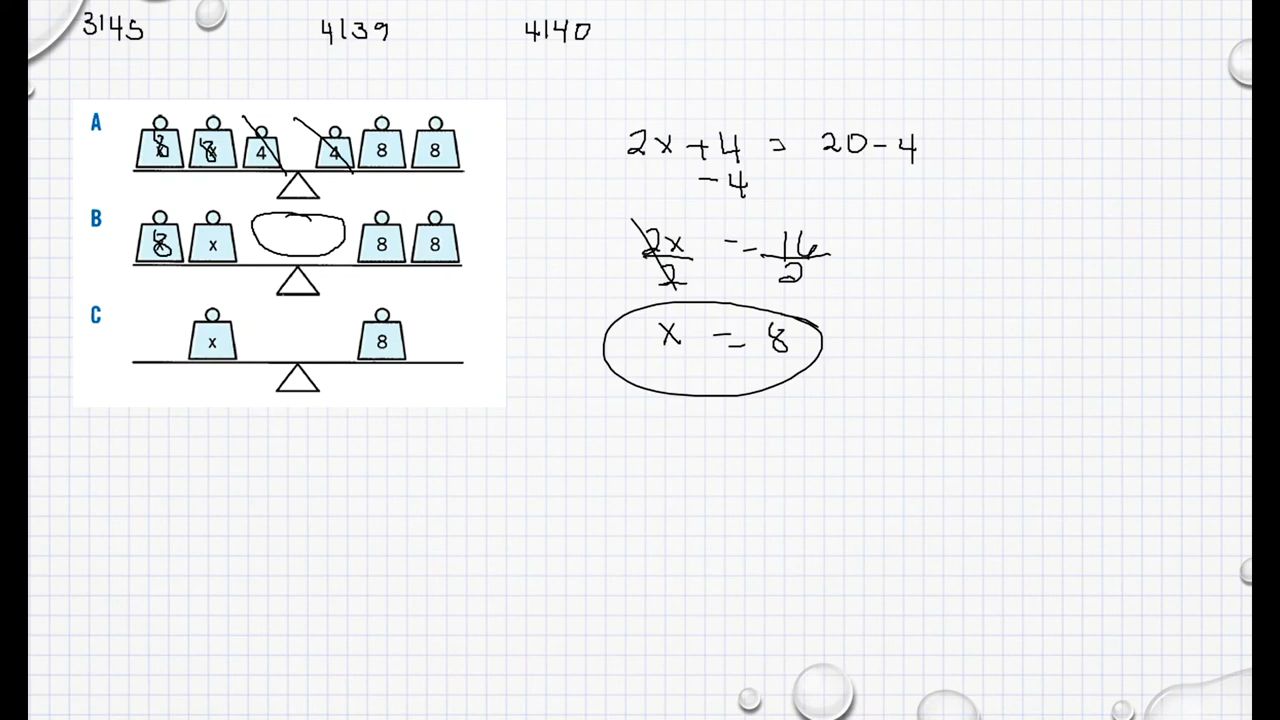 3145 4139 4140
A
4 4 8 8
B
x 8 8
C
x 8
2x + 4 = 20 - 4
- 4
2x = 16
2 2
x = 8